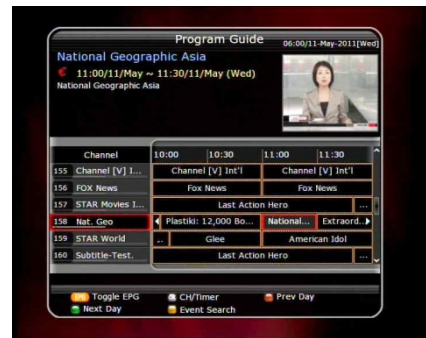 Program Guide 06:00/11-May-2011[Wed]
National Geographic Asia
11:00/11/May ~ 11:30/11/May (Wed)
National Geographic Asia
Channel 10:00 10:30 11:00 11:30
155 Channel [V] I... Channel [V] Int'l Channel [V] Int'l
156 FOX News Fox News Fox News
157 STAR Movies I... Last Action Hero ...
158 Nat. Geo Plastiki: 12,000 Bo... National... Extraord..
159 STAR World .. Glee American Idol
160 Subtitle-Test. Last Action Hero ...
EPG Toggle EPG CH/Timer Prev Day
Next Day Event Search